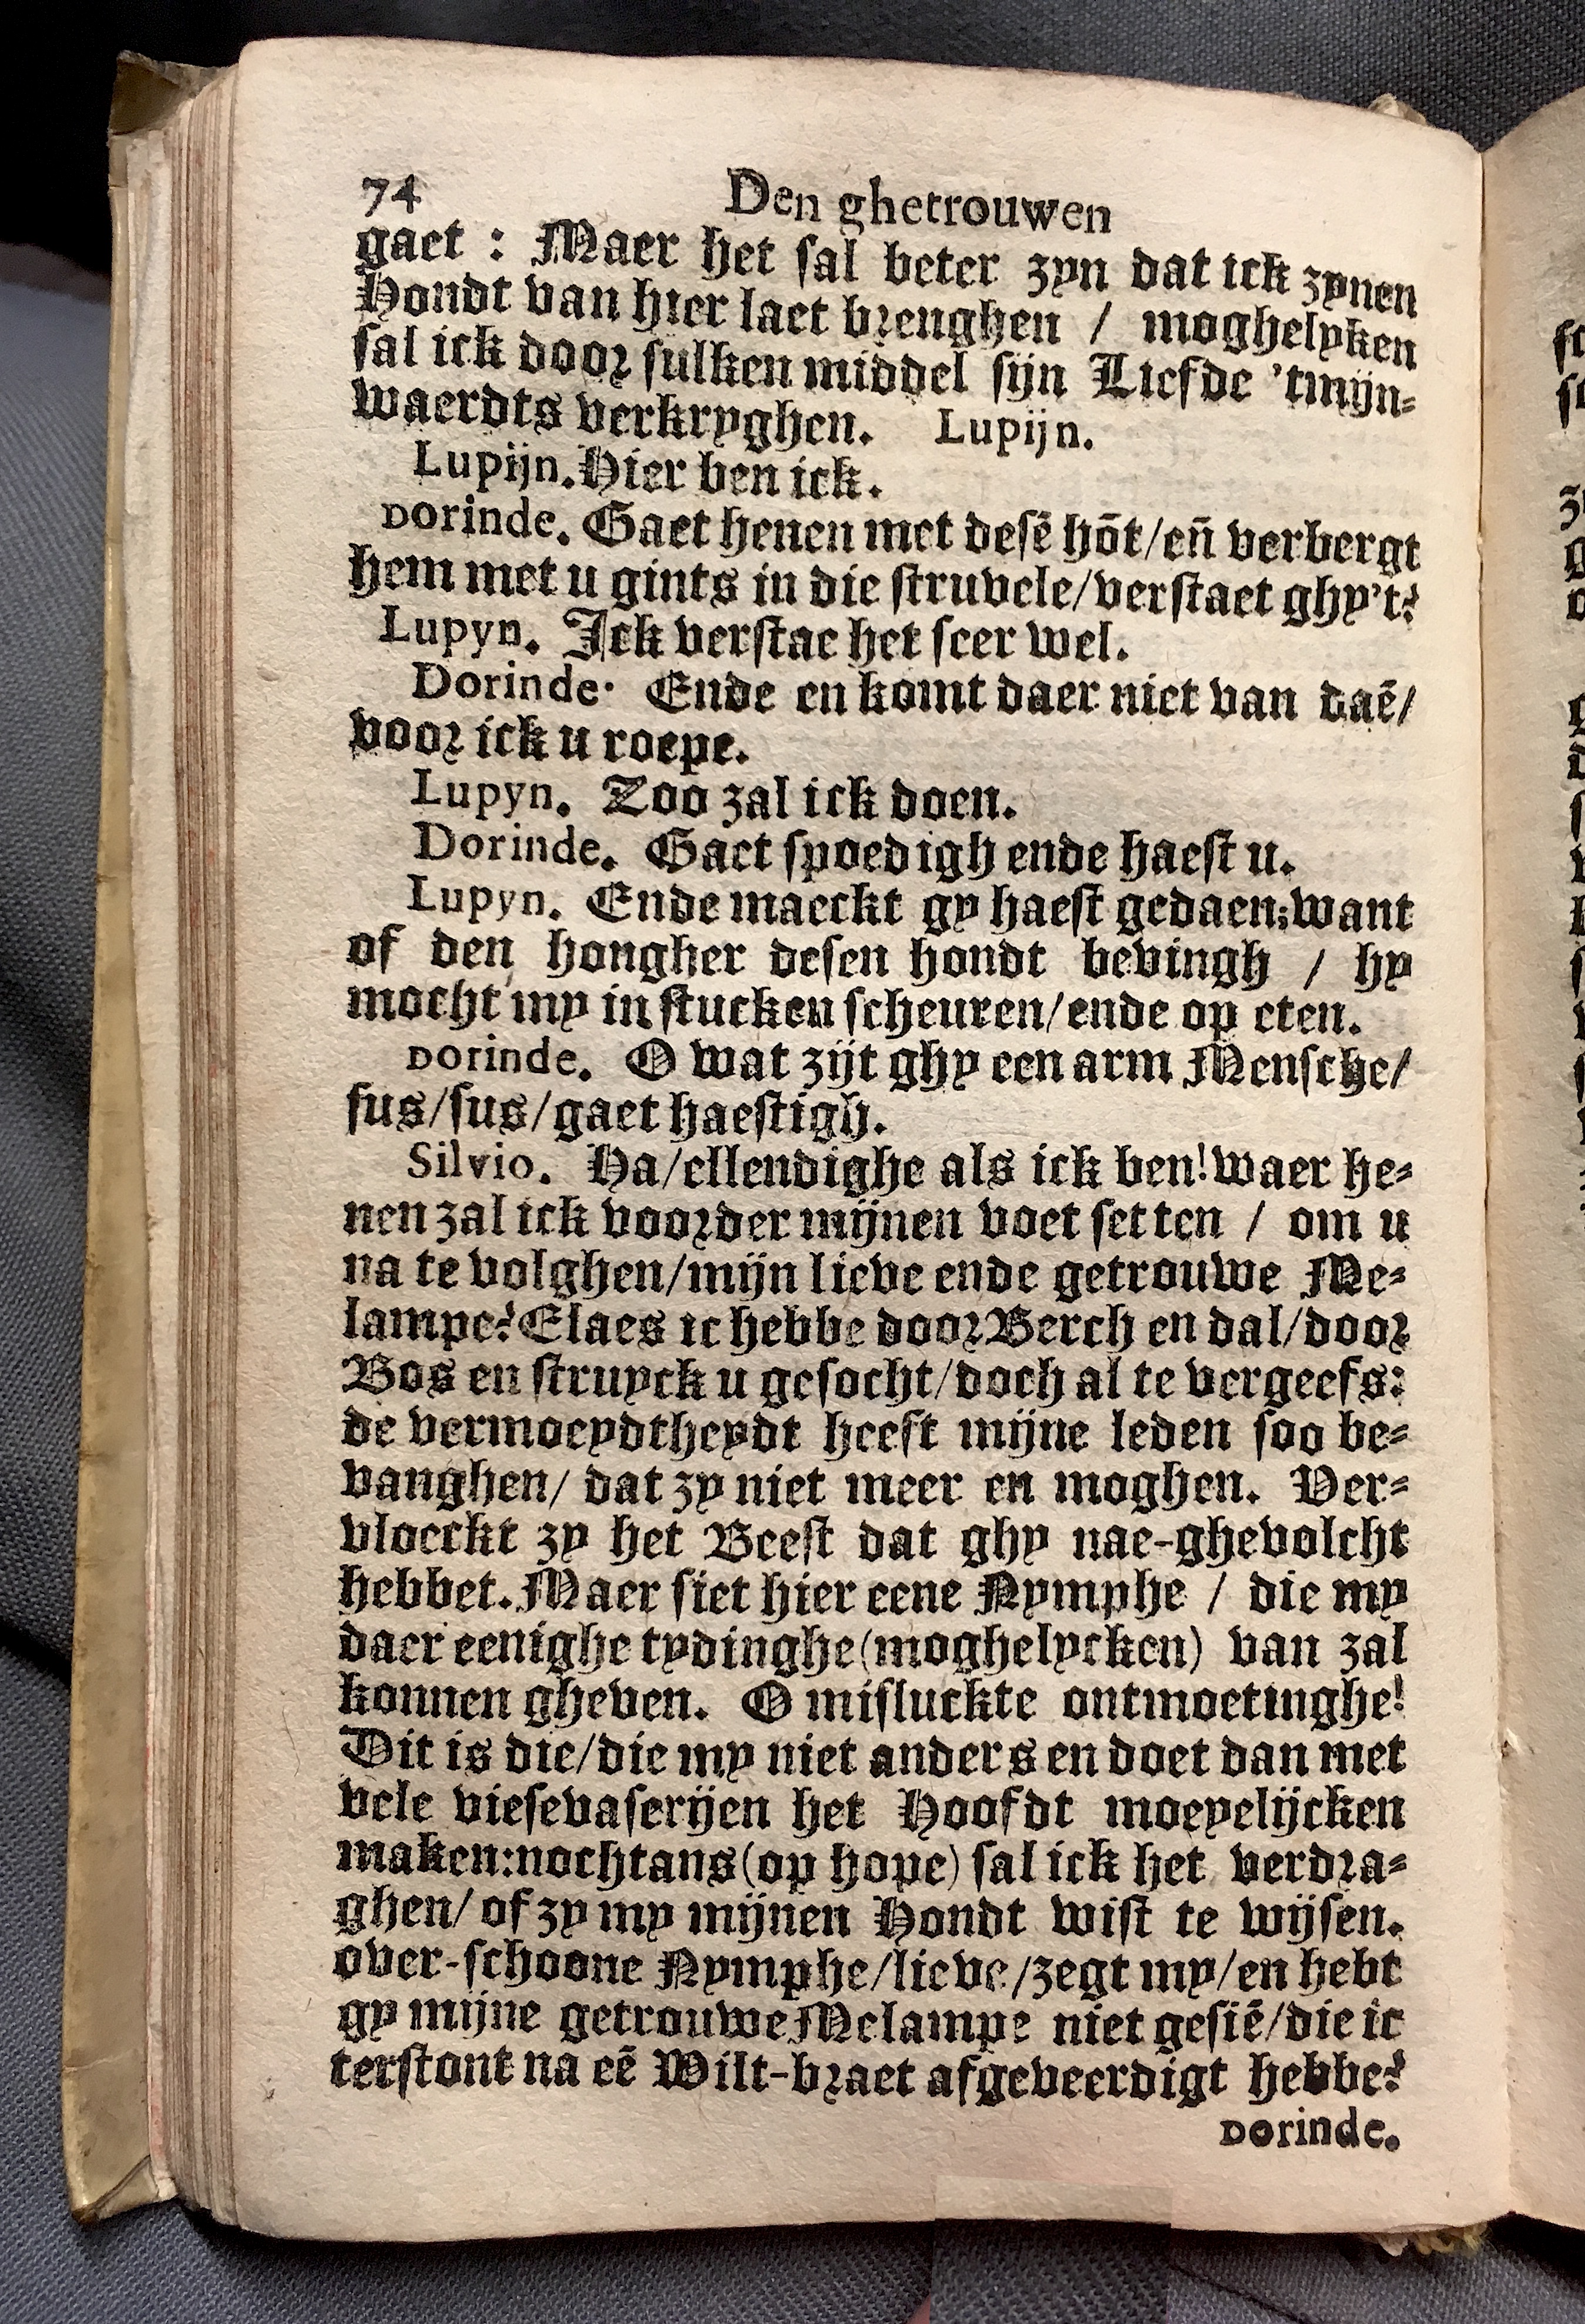 74 Den ghetrouwen
gaet : Maer het sal beter zyn dat ick zynen
Hondt van hier laet brenghen / moghelyken
sal ick door sulken middel sijn Liefde 'tmijn-
waerdts verkryghen. Lupijn.
Lupijn. Hier ben ick.
Dorinde. Gaet henen met desē hōt/en̄ verbergt
hem met u gints in die struvele/verstaet ghy't?
Lupyn. Ick verstae het seer wel.
Dorinde· Ende en komt daer niet van daē/
voor ick u roepe.
Lupyn. Zoo zal ick doen.
Dorinde. Gaet spoedigh ende haest u.
Lupyn. Ende maeckt gy haest gedaen; want
of den hongher desen hondt bevingh / hy
mocht my in stucken scheuren/ende op eten.
Dorinde. O wat zijt ghy een arm Mensche/
sus/sus/gaet haestigh.
Silvio. Ha/ellendighe als ick ben! waer he-
nen zal ick voorder mijnen voet setten / om u
na te volghen/mijn lieve ende getrouwe Me-
lampe? Elaes ic hebbe door Berch en dal/door
Bos en struyck u gesocht/doch al te vergeefs:
de vermoeydtheydt heeft mijne leden soo be-
vanghen/ dat zy niet meer en moghen. Ver-
vloeckt zy het Beest dat ghy nae-ghevolcht
hebbet. Maer siet hier eene Nymphe / die my
daer eenighe tydinghe (moghelycken) van zal
konnen gheven. O misluckte ontmoetinghe!
Dit is die/die my niet anders en doet dan met
vele viesevaserijen het Hoofdt moeyelijcken
maken: nochtans (op hope) sal ick het verdra-
ghen/ of zy my mijnen Hondt wist te wijsen.
over-schoone Nymphe/lieve/zegt my/en hebt
gy mijne getrouwe Melampe niet gesiē/die ic
terstont na eē Wilt-braet afgeveerdigt hebbe?
Dorinde.